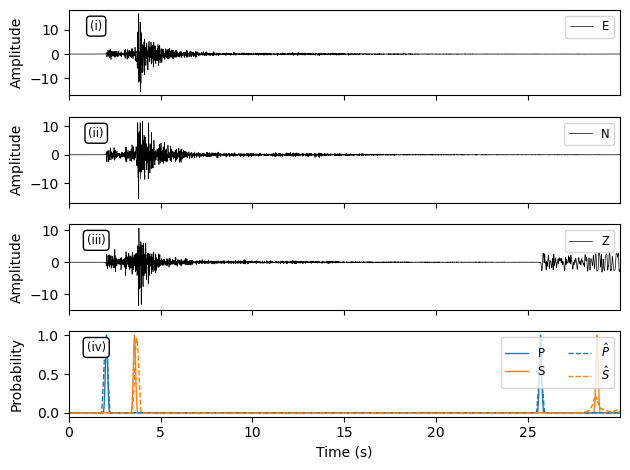 (i)
E
Amplitude
10
0
−10
(ii)
N
Amplitude
10
0
−10
(iii)
Z
Amplitude
10
0
−10
(iv)
P
S
P̂
Ŝ
Probability
1.0
0.5
0.0
0 5 10 15 20 25
Time (s)